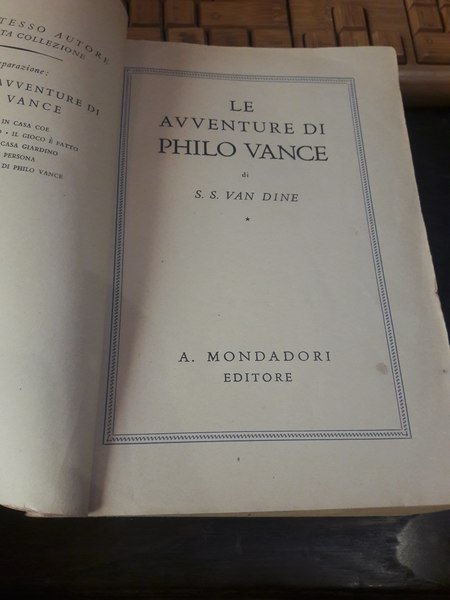 TESSO AUTORE
TA COLLEZIONE
eparazione:
AVVENTURE DI
VANCE
IN CASA COE
IL GIOCO È FATTO
CASA GIARDINO
PERSONA
DI PHILO VANCE
LE
AVVENTURE DI
PHILO VANCE
di
S. S. VAN DINE
*
A. MONDADORI
EDITORE